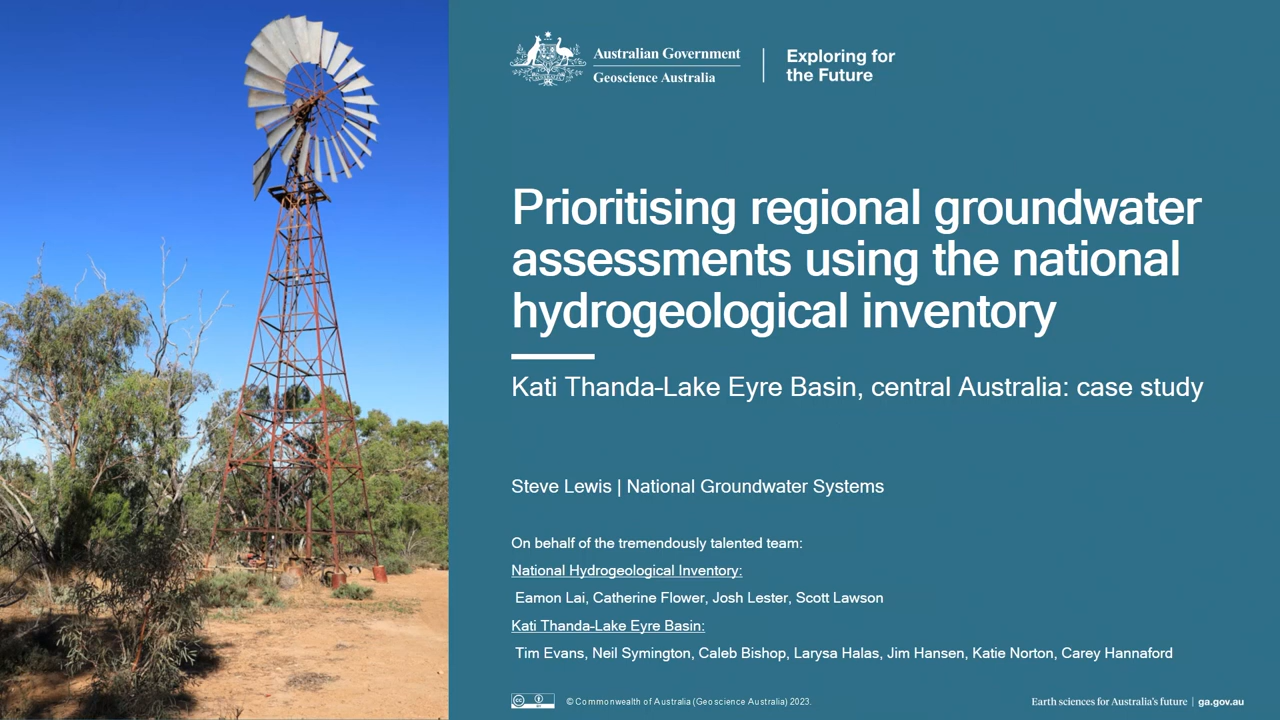 Australian Government
Geoscience Australia
Exploring for
the Future
Prioritising regional groundwater
assessments using the national
hydrogeological inventory
Kati Thanda-Lake Eyre Basin, central Australia: case study
Steve Lewis | National Groundwater Systems
On behalf of the tremendously talented team:
National Hydrogeological Inventory:
Eamon Lai, Catherine Flower, Josh Lester, Scott Lawson
Kati Thanda-Lake Eyre Basin:
Tim Evans, Neil Symington, Caleb Bishop, Larysa Halas, Jim Hansen, Katie Norton, Carey Hannaford
© Commonwealth of Australia (Geoscience Australia) 2023.
Earth sciences for Australia's future | ga.gov.au